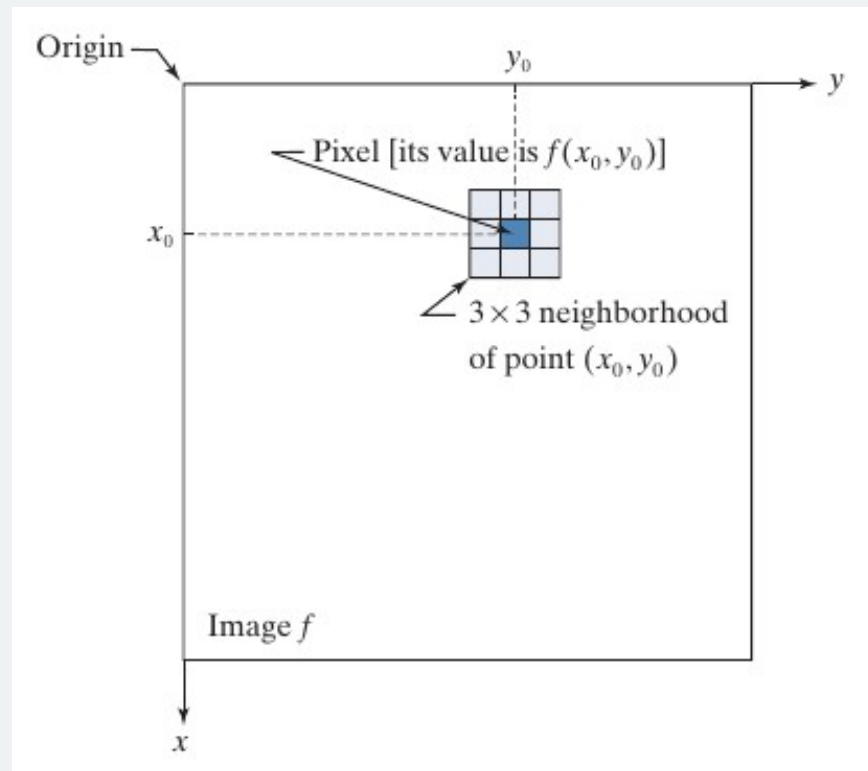 Origin
y₀
y
Pixel [its value is f(x₀, y₀)]
x₀
3 × 3 neighborhood
of point (x₀, y₀)
Image f
x